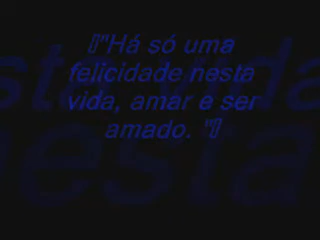 "Há só uma
felicidade nesta
vida, amar e ser
amado. "